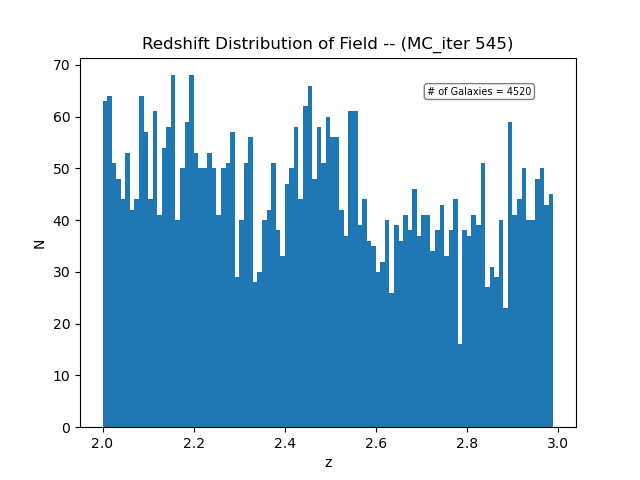 Redshift Distribution of Field -- (MC_iter 545)
# of Galaxies = 4520
70
60
50
40
30
20
10
0
N
2.0 2.2 2.4 2.6 2.8 3.0
z